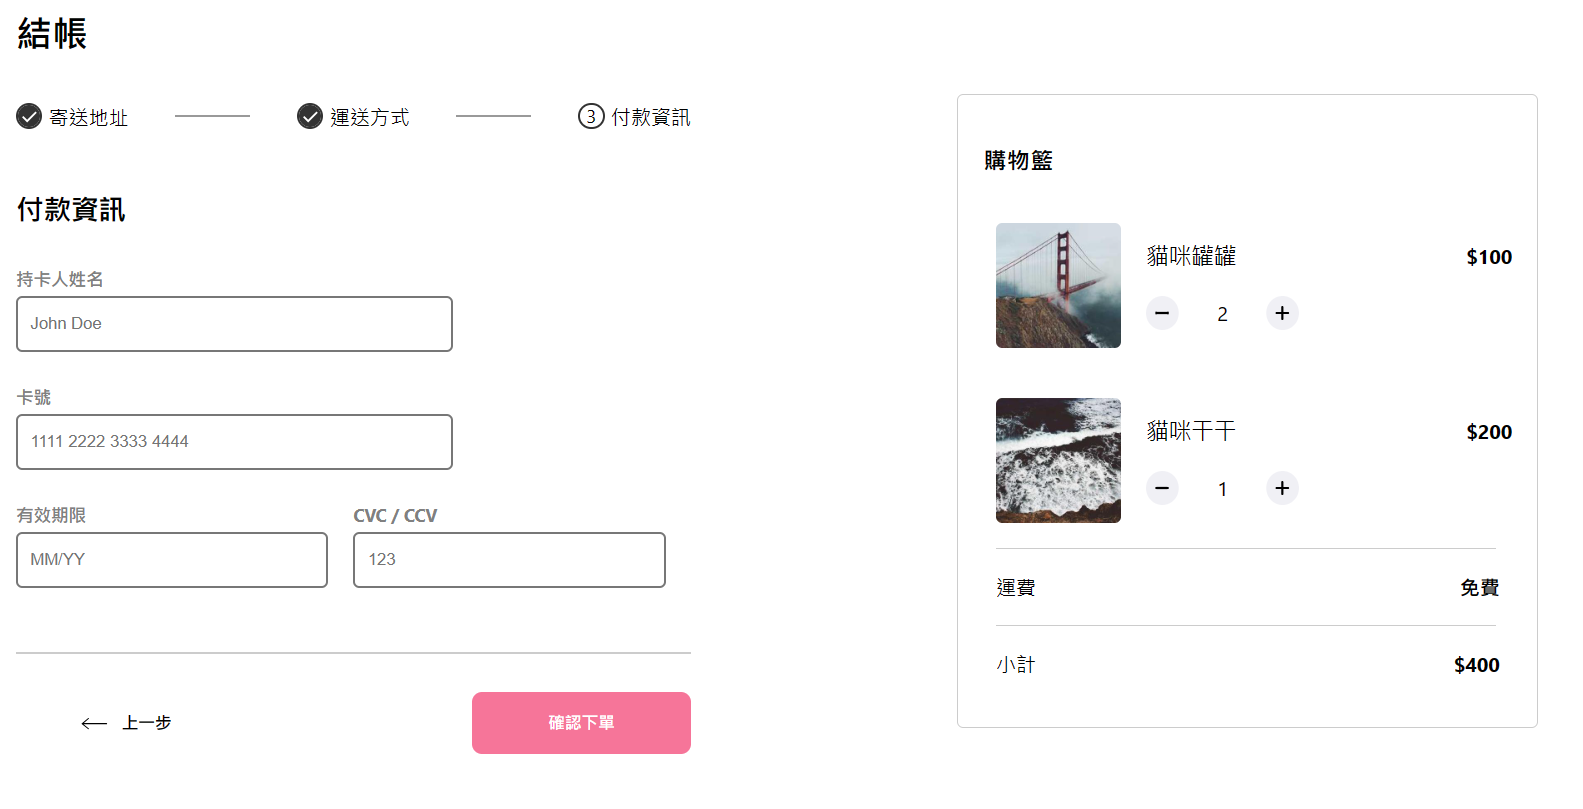 結帳
寄送地址
運送方式
3 付款資訊
付款資訊
持卡人姓名
John Doe
卡號
1111 2222 3333 4444
有效期限
CVC / CCV
MM/YY
123
上一步
確認下單
購物籃
貓咪罐罐
$100
2
貓咪干干
$200
1
運費
免費
小計
$400